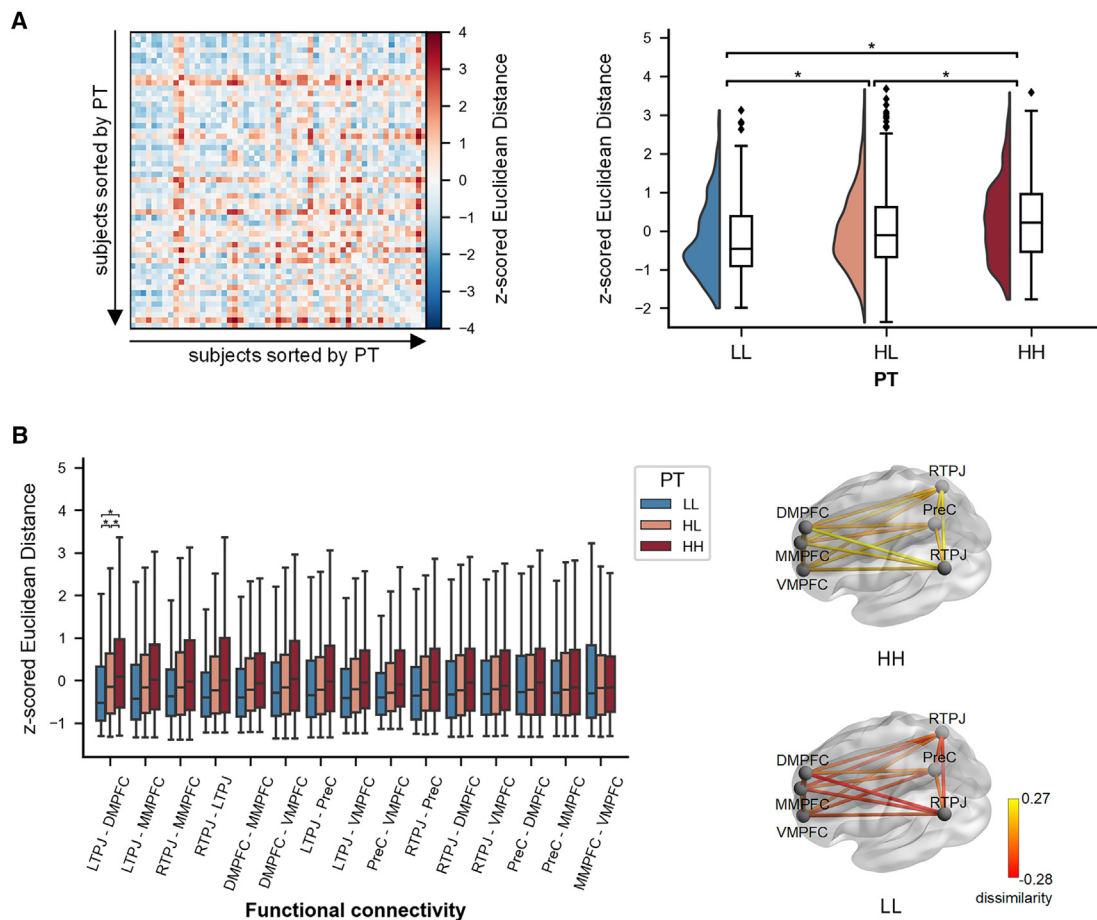 A
subjects sorted by PT
subjects sorted by PT
4
3
2
1
0
−1
−2
−3
−4
z-scored Euclidean Distance
5
4
3
2
1
0
−1
−2
z-scored Euclidean Distance
*
*
*
LL
HL
HH
PT
B
5
4
3
2
1
0
−1
z-scored Euclidean Distance
*
* *
LTPJ - DMPFC
LTPJ - MMPFC
RTPJ - MMPFC
RTPJ - LTPJ
DMPFC - MMPFC
DMPFC - VMPFC
LTPJ - PreC
LTPJ - VMPFC
PreC - VMPFC
RTPJ - PreC
RTPJ - DMPFC
RTPJ - VMPFC
PreC - DMPFC
PreC - MMPFC
MMPFC - VMPFC
Functional connectivity
PT
LL
HL
HH
RTPJ
DMPFC
PreC
MMPFC
RTPJ
VMPFC
HH
RTPJ
DMPFC
PreC
MMPFC
RTPJ
VMPFC
LL
0.27
-0.28
dissimilarity